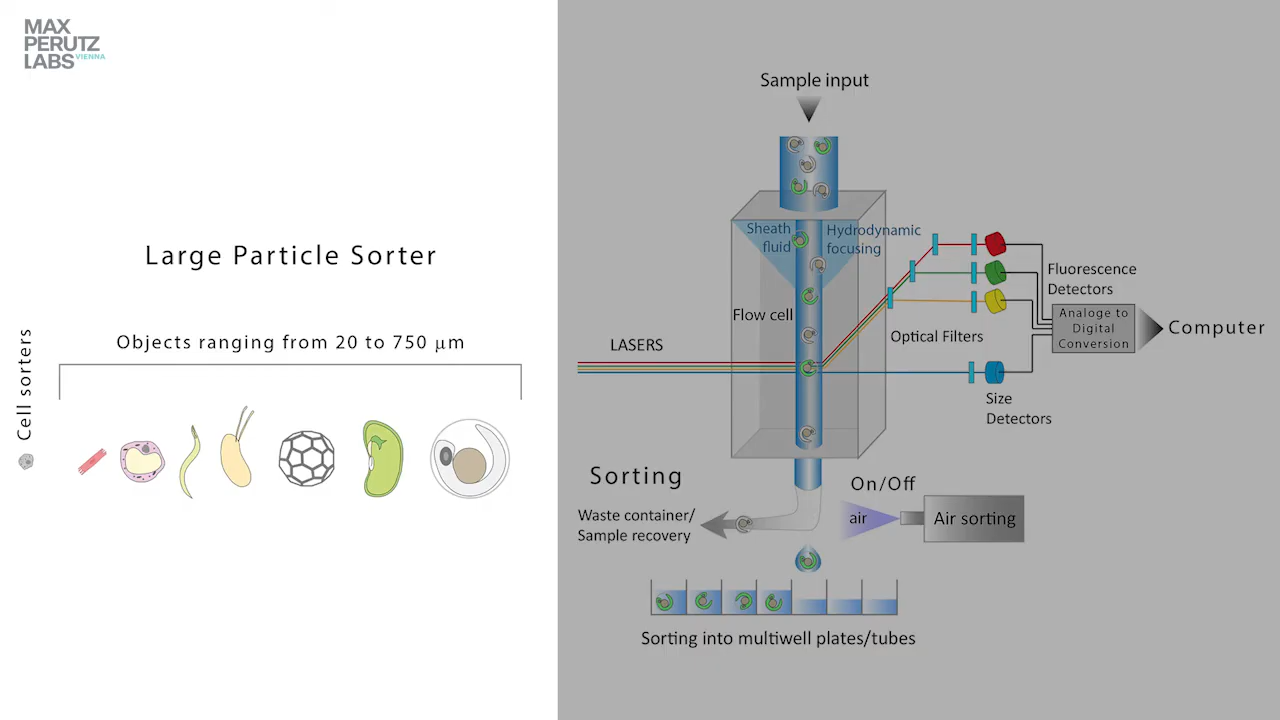 MAX
PERUTZ
LABS VIENNA
Large Particle Sorter
Objects ranging from 20 to 750 µm
Cell sorters
Sample input
Sheath
fluid
Hydrodynamic
focusing
Flow cell
LASERS
Optical Filters
Fluorescence
Detectors
Analoge to
Digital
Conversion
Computer
Size
Detectors
Sorting
Waste container/
Sample recovery
On/Off
air
Air sorting
Sorting into multiwell plates/tubes